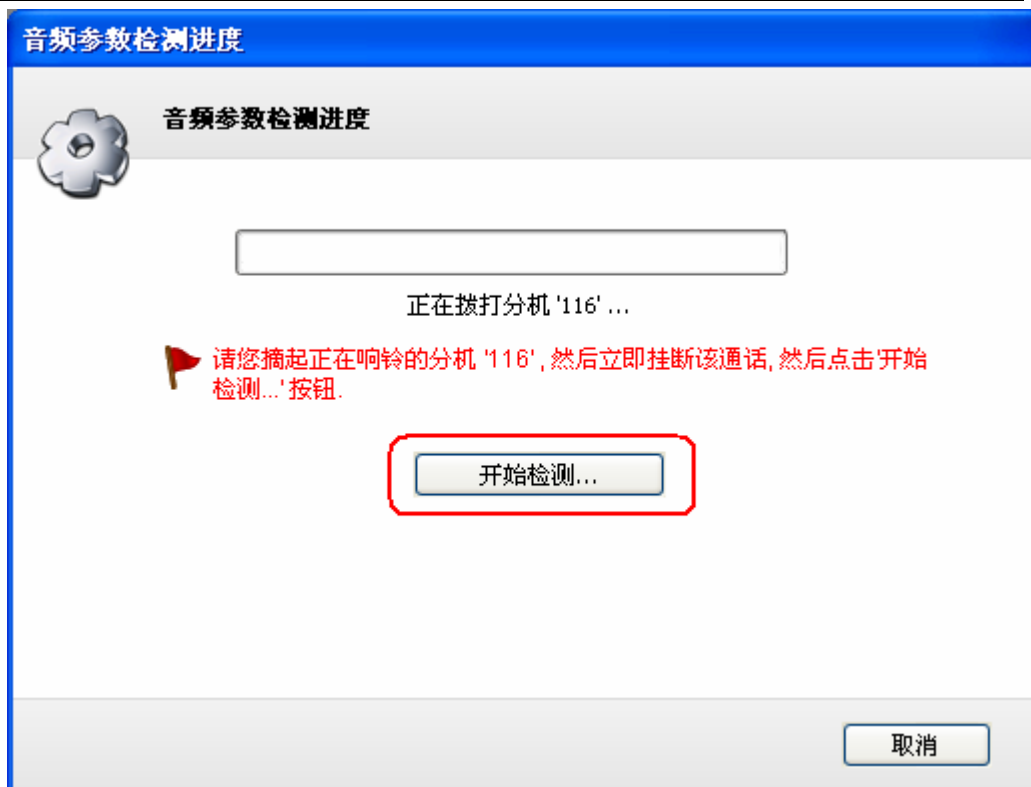 音频参数检测进度
音频参数检测进度
正在拨打分机 '116' ...
请您摘起正在响铃的分机 '116', 然后立即挂断该通话, 然后点击'开始
检测...' 按钮.
开始检测...
取消